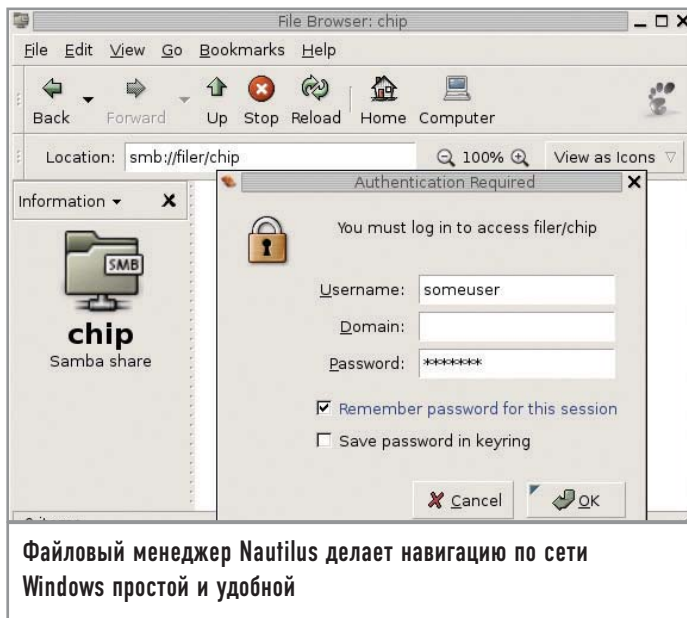 File Browser: chip
File Edit View Go Bookmarks Help
Back Forward Up Stop Reload Home Computer
Location: smb://filer/chip 100% View as Icons
Information
SMB
chip
Samba share
Authentication Required
You must log in to access filer/chip
Username: someuser
Domain:
Password: *******
Remember password for this session
Save password in keyring
Cancel OK
Файловый менеджер Nautilus делает навигацию по сети
Windows простой и удобной